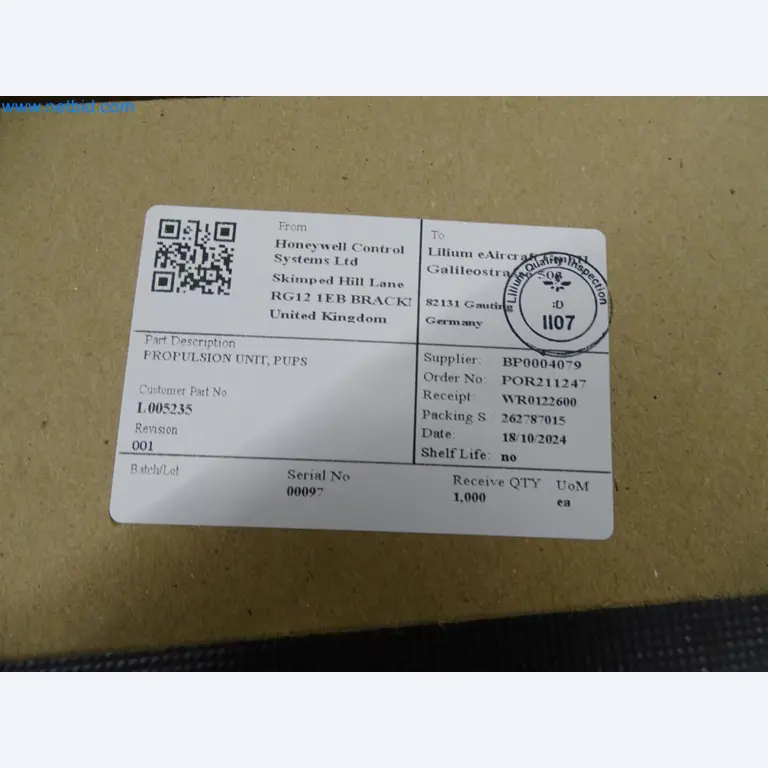 www.netbid.com
From
Honeywell Control
Systems Ltd
Skimped Hill Lane
RG12 1EB BRACK
United Kingdom
To
Lilium eAircraft GmbH
Galileostra
82131 Gautin
Germany
Lilium Quality Inspection
1107
Part Description
PROPULSION UNIT, PUPS
Customer Part No
L005235
Revision
001
Supplier: BP0004079
Order No: POR211247
Receipt: WR0122600
Packing S 262787015
Date: 18/10/2024
Shelf Life: no
Batch/Lot
Serial No
00097
Receive QTY UoM
1,000 ea